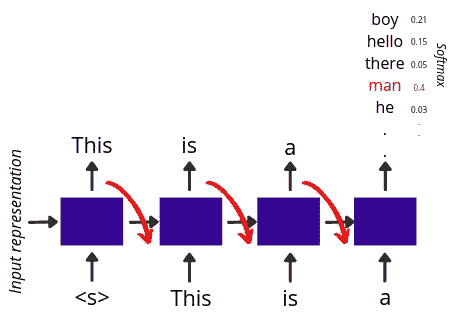 boy 0.21
hello 0.15
there 0.05
man 0.4
he 0.03
.
.
Softmax
This is a
Input representation
<s> This is a